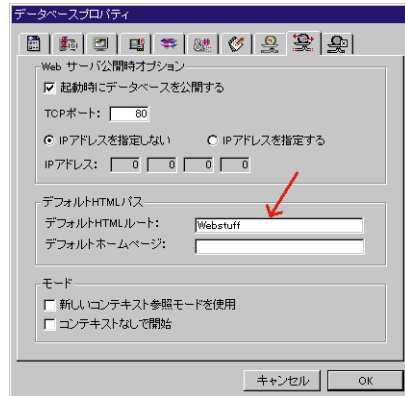 データベースプロパティ
Web サーバ公開時オプション
起動時にデータベースを公開する
TCPポート: 80
IPアドレスを指定しない IPアドレスを指定する
IPアドレス: 0 0 0 0
デフォルトHTMLパス
デフォルトHTMLルート: Webstuff
デフォルトホームページ:
モード
新しいコンテキスト参照モードを使用
コンテキストなしで開始
キャンセル OK